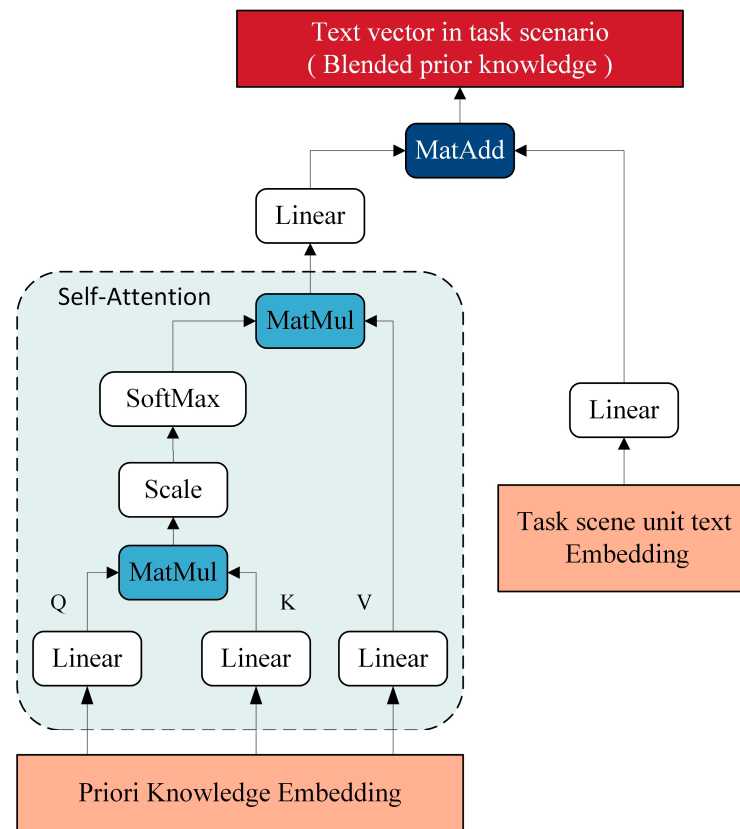 Text vector in task scenario
( Blended prior knowledge )
MatAdd
Linear
Self-Attention
MatMul
SoftMax
Linear
Scale
Task scene unit text
Embedding
MatMul
Q
K
V
Linear
Linear
Linear
Priori Knowledge Embedding